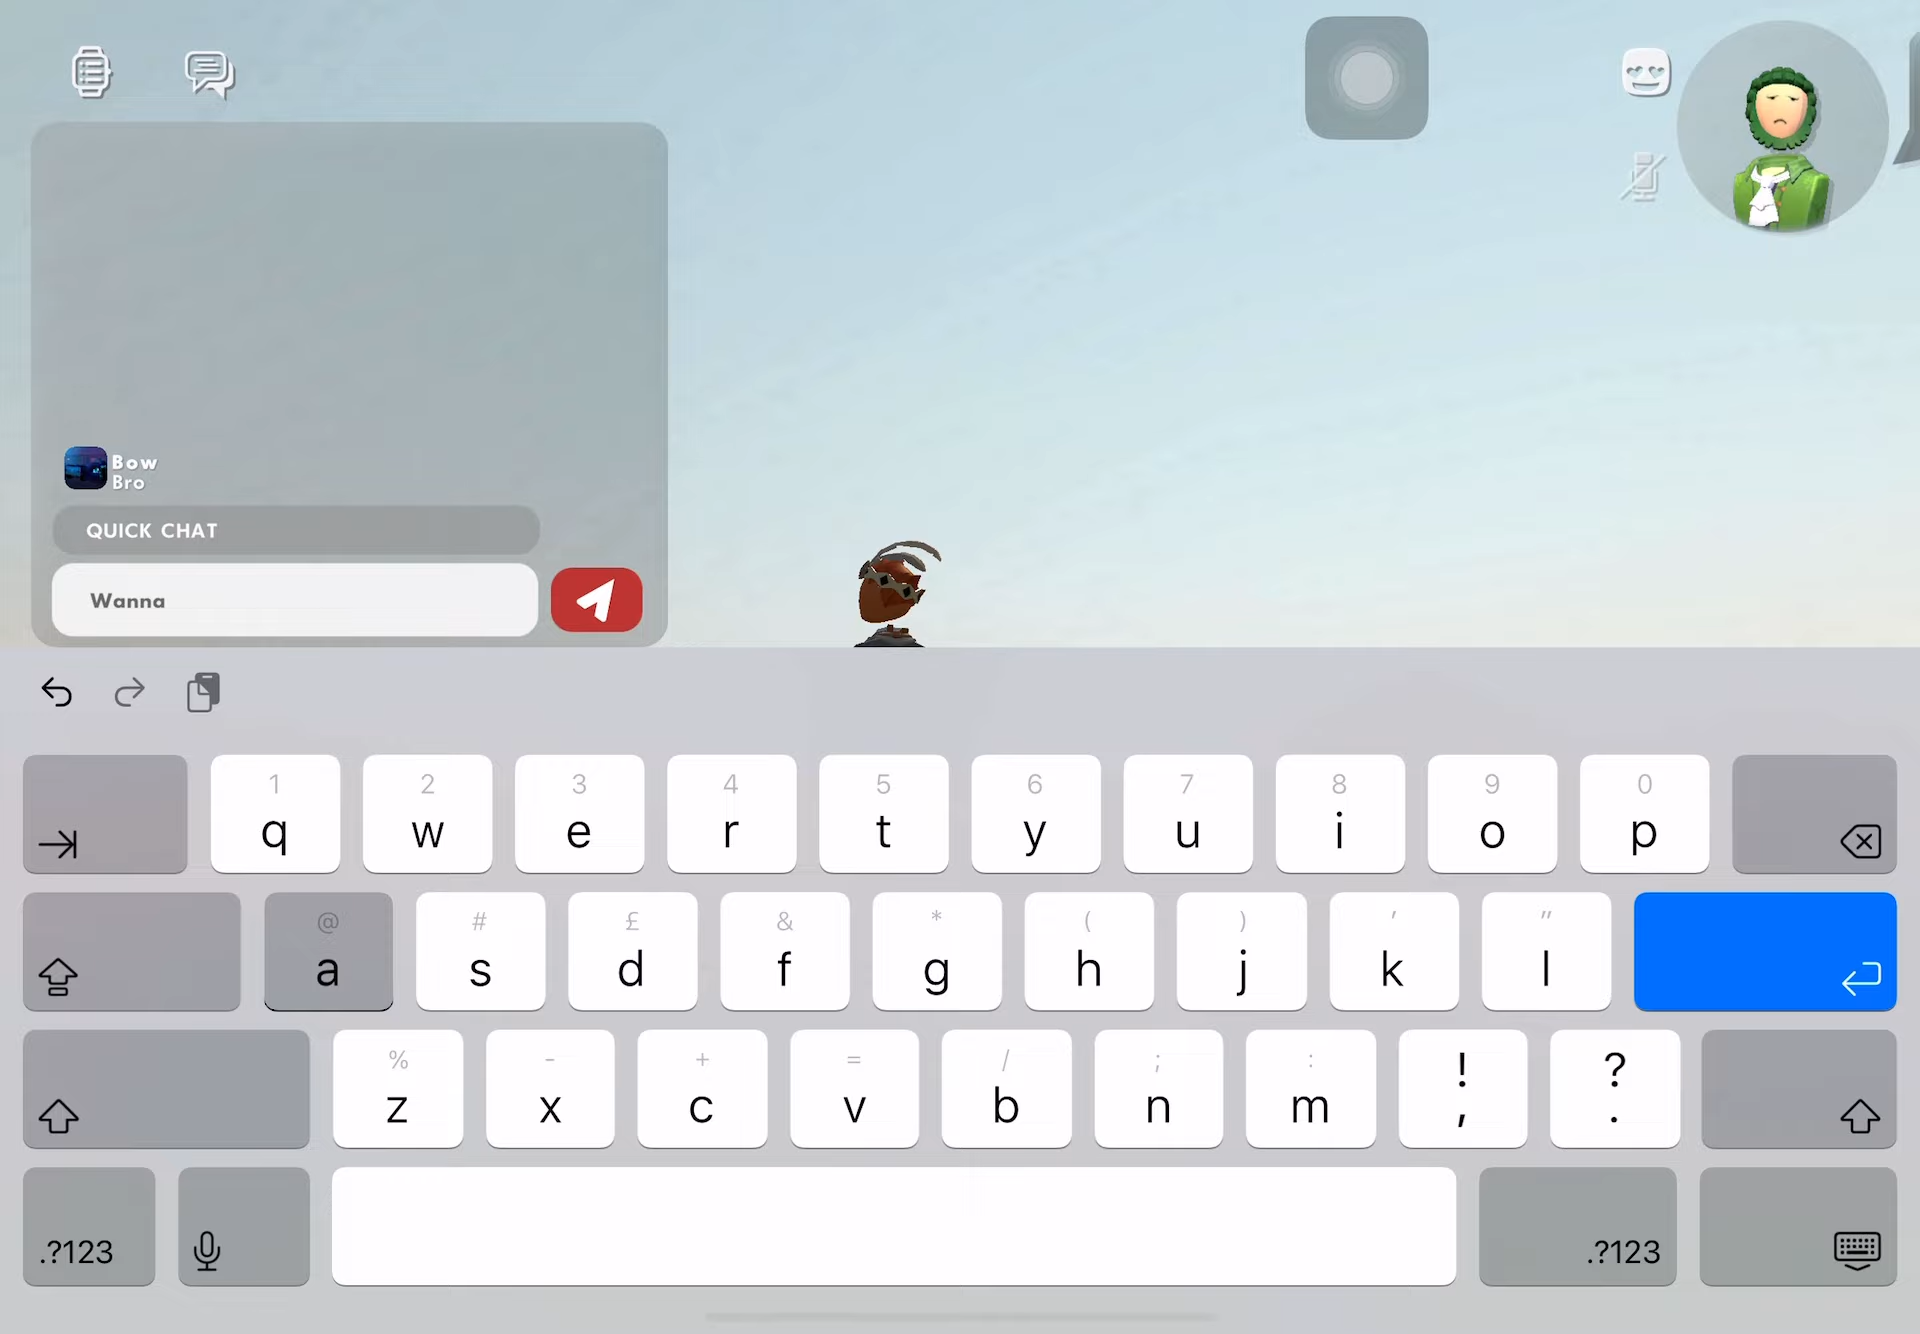 Bow
Bro
QUICK CHAT
Wanna
1 2 3 4 5 6 7 8 9 0
q w e r t y u i o p
@ # £ & * ( ) ' "
a s d f g h j k l
% - + = / ; : ! ?
z x c v b n m , .
.?123 .?123